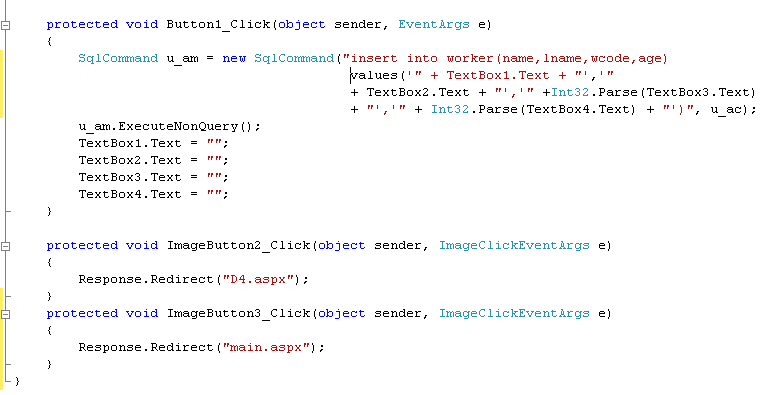 protected void Button1_Click(object sender, EventArgs e)
{
SqlCommand u_am = new SqlCommand("insert into worker(name,lname,wcode,age)
values('" + TextBox1.Text + "','"
+ TextBox2.Text + "','" +Int32.Parse(TextBox3.Text)
+ "','" + Int32.Parse(TextBox4.Text) + "')", u_ac);
u_am.ExecuteNonQuery();
TextBox1.Text = "";
TextBox2.Text = "";
TextBox3.Text = "";
TextBox4.Text = "";
}
protected void ImageButton2_Click(object sender, ImageClickEventArgs e)
{
Response.Redirect("D4.aspx");
}
protected void ImageButton3_Click(object sender, ImageClickEventArgs e)
{
Response.Redirect("main.aspx");
}
}